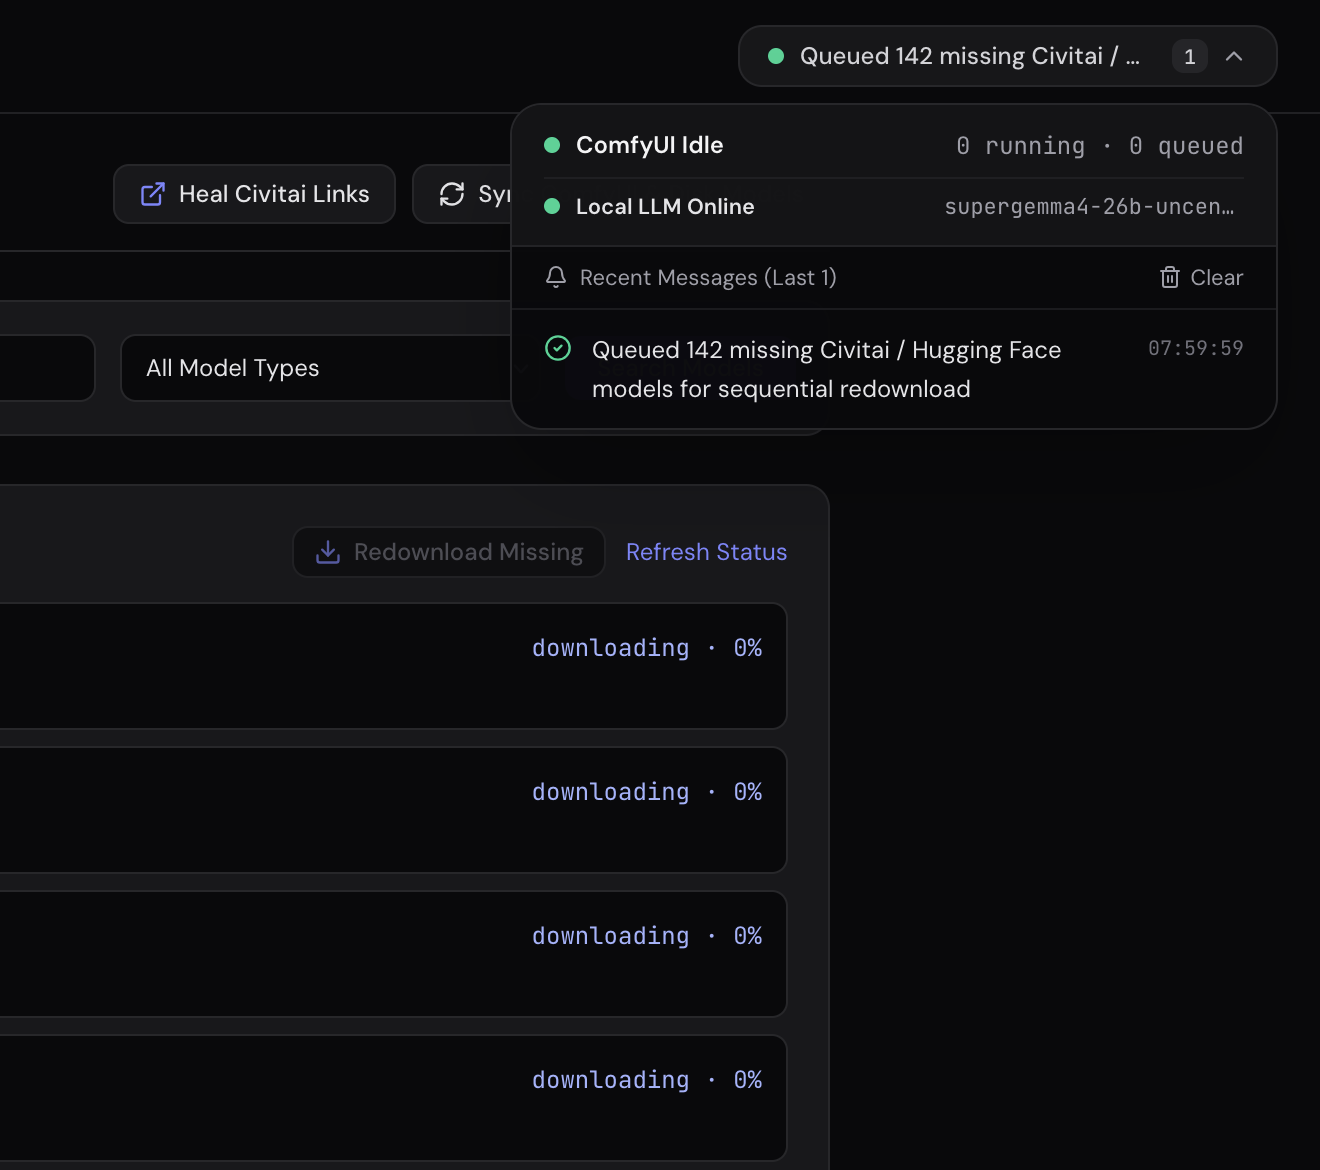 Queued 142 missing Civitai / ... 1
ComfyUI Idle 0 running · 0 queued
Heal Civitai Links
Local LLM Online supergemma4-26b-uncen…
Recent Messages (Last 1) Clear
All Model Types
Queued 142 missing Civitai / Hugging Face 07:59:59
models for sequential redownload
Redownload Missing Refresh Status
downloading · 0%
downloading · 0%
downloading · 0%
downloading · 0%